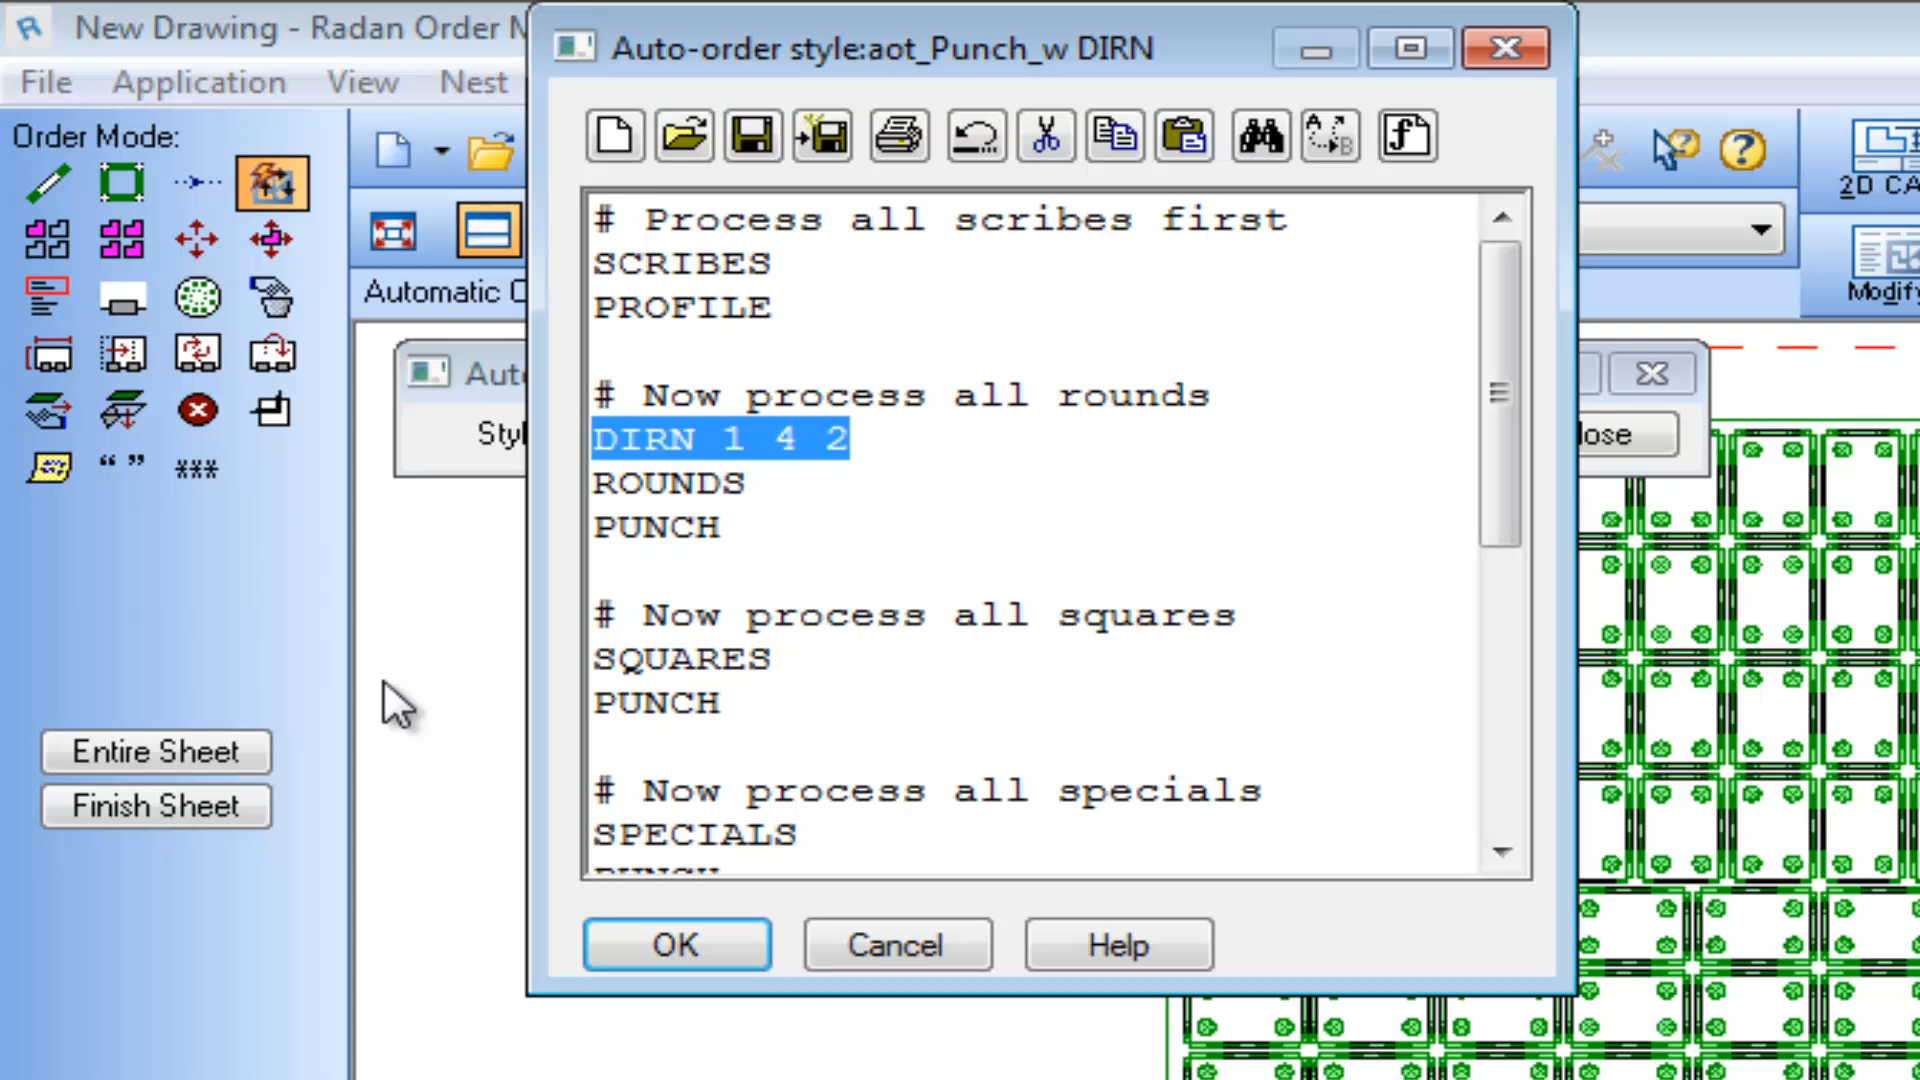 New Drawing - Radan Order M
File Application View Nest
Order Mode:
Automatic
Entire Sheet
Finish Sheet
Auto-order style:aot_Punch_w DIRN
# Process all scribes first
SCRIBES
PROFILE
# Now process all rounds
DIRN 1 4 2
ROUNDS
PUNCH
# Now process all squares
SQUARES
PUNCH
# Now process all specials
SPECIALS
PUNCH
OK Cancel Help
2D CA
Modify
lose